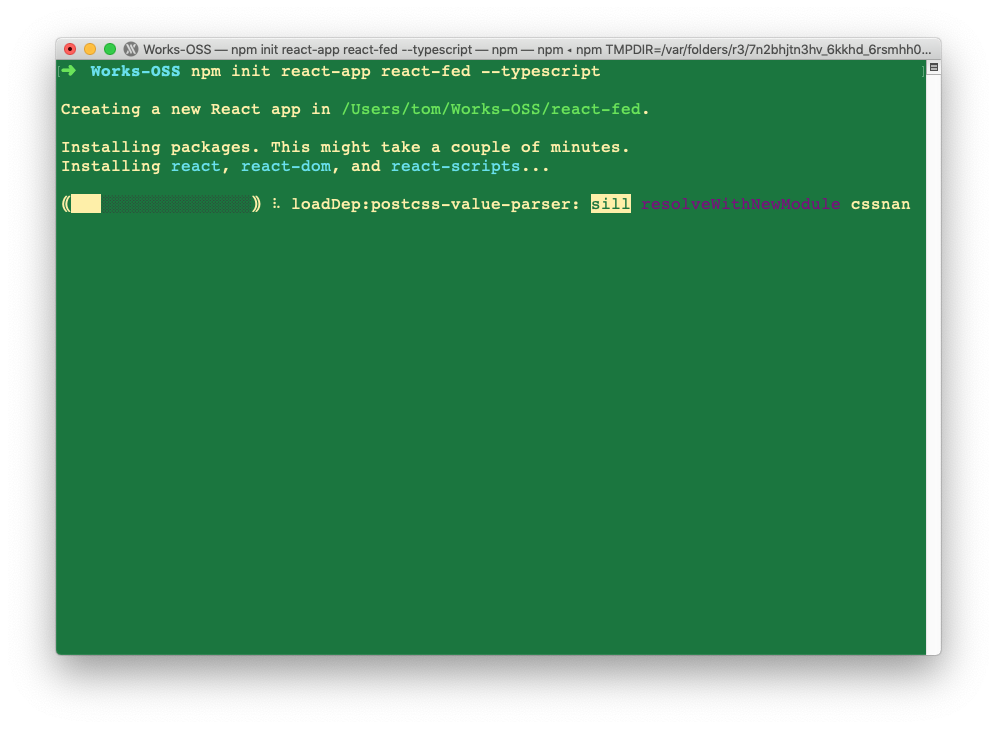 Works-OSS — npm init react-app react-fed --typescript — npm — npm ◂ npm TMPDIR=/var/folders/r3/7n2bhjtn3hv_6kkhd_6rsmhh0...
➜ Works-OSS npm init react-app react-fed --typescript
Creating a new React app in /Users/tom/Works-OSS/react-fed.
Installing packages. This might take a couple of minutes.
Installing react, react-dom, and react-scripts...
⸨░░░░░░░░░░░░░░░░░░⸩ ⠧ loadDep:postcss-value-parser: sill resolveWithNewModule cssnan